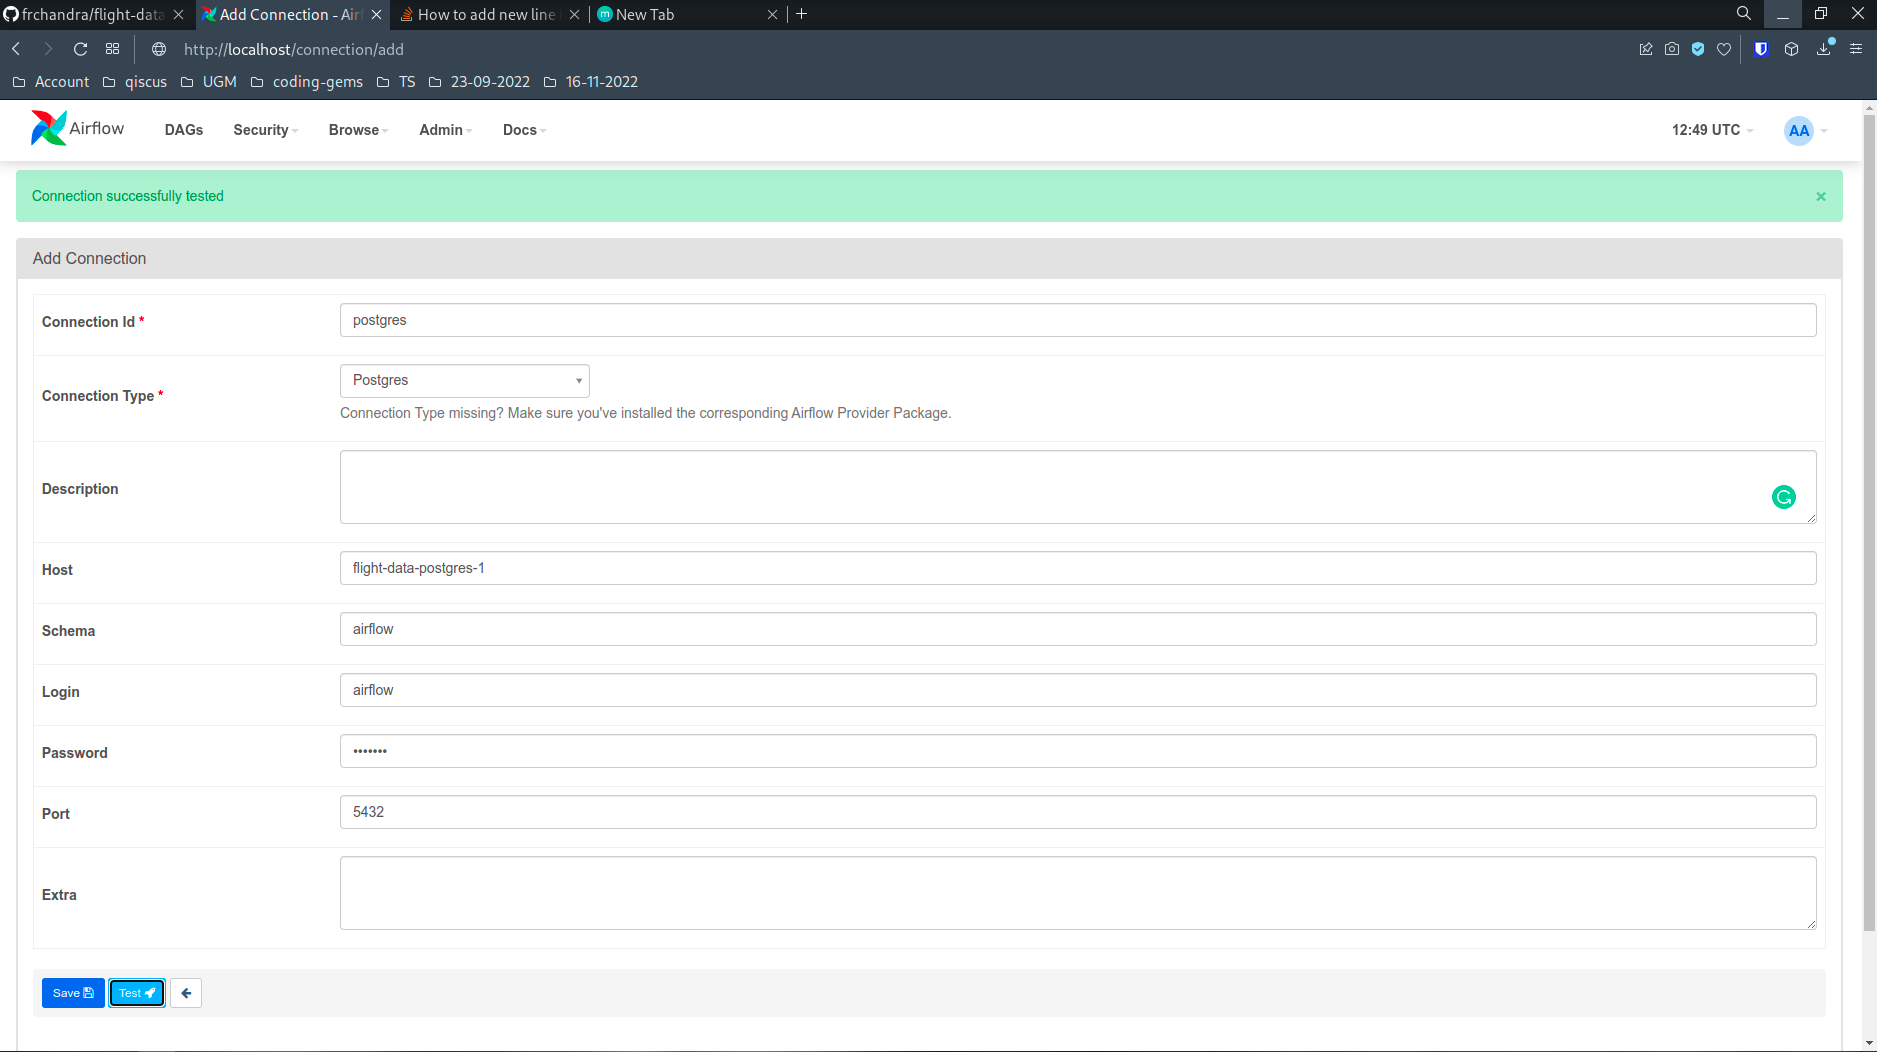 frchandra/flight-data
Add Connection - Air
How to add new line
m New Tab
http://localhost/connection/add
Account
qiscus
UGM
coding-gems
TS
23-09-2022
16-11-2022
Airflow
DAGs
Security
Browse
Admin
Docs
12:49 UTC
AA
Connection successfully tested
×
Add Connection
Connection Id *
postgres
Connection Type *
Postgres
Connection Type missing? Make sure you've installed the corresponding Airflow Provider Package.
Description
Host
flight-data-postgres-1
Schema
airflow
Login
airflow
Password
•••••••
Port
5432
Extra
Save
Test